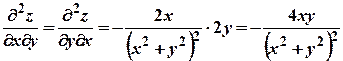 ∂²z/∂x∂y = ∂²z/∂y∂x = −2x/(x² + y²)² · 2y = −4xy/(x² + y²)²